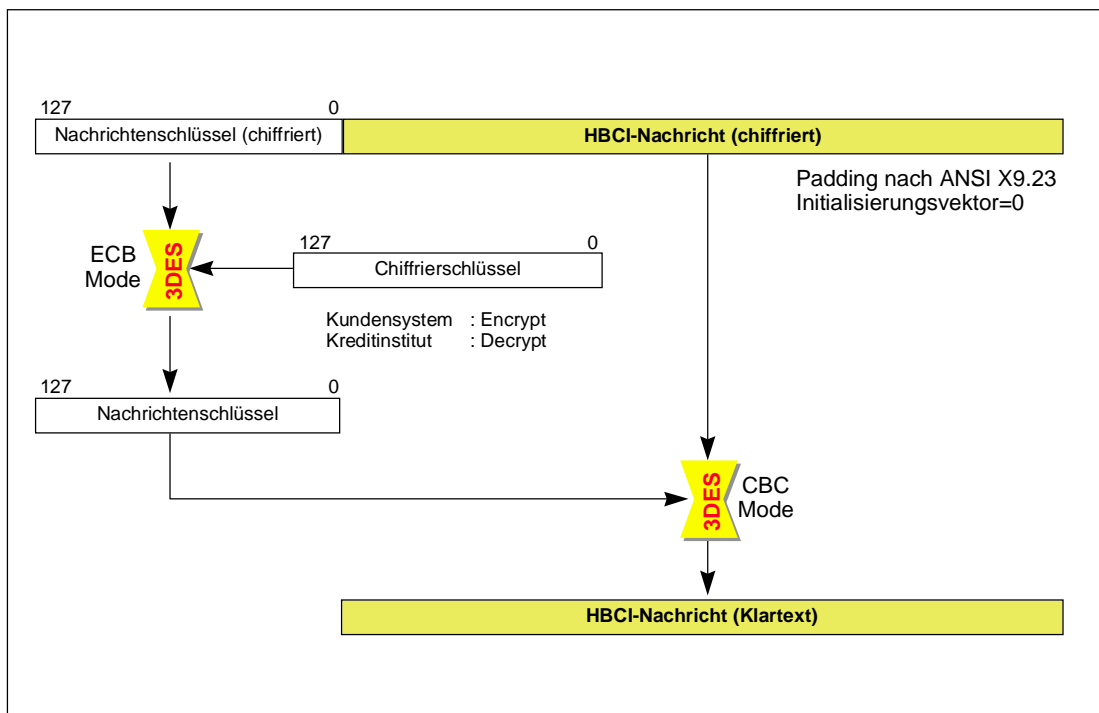 127 0
Nachrichtenschlüssel (chiffriert) HBCI-Nachricht (chiffriert)
Padding nach ANSI X9.23
Initialisierungsvektor=0
ECB
Mode
3DES
127 0
Chiffrierschlüssel
Kundensystem : Encrypt
Kreditinstitut : Decrypt
127 0
Nachrichtenschlüssel
3DES
CBC
Mode
HBCI-Nachricht (Klartext)